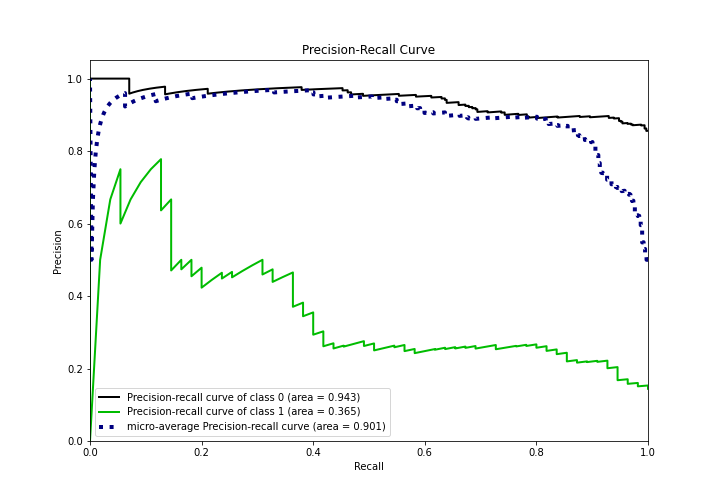 Precision-Recall Curve
1.0
0.8
0.6
0.4
0.2
0.0
Precision
Precision-recall curve of class 0 (area = 0.943)
Precision-recall curve of class 1 (area = 0.365)
micro-average Precision-recall curve (area = 0.901)
0.0 0.2 0.4 0.6 0.8 1.0
Recall